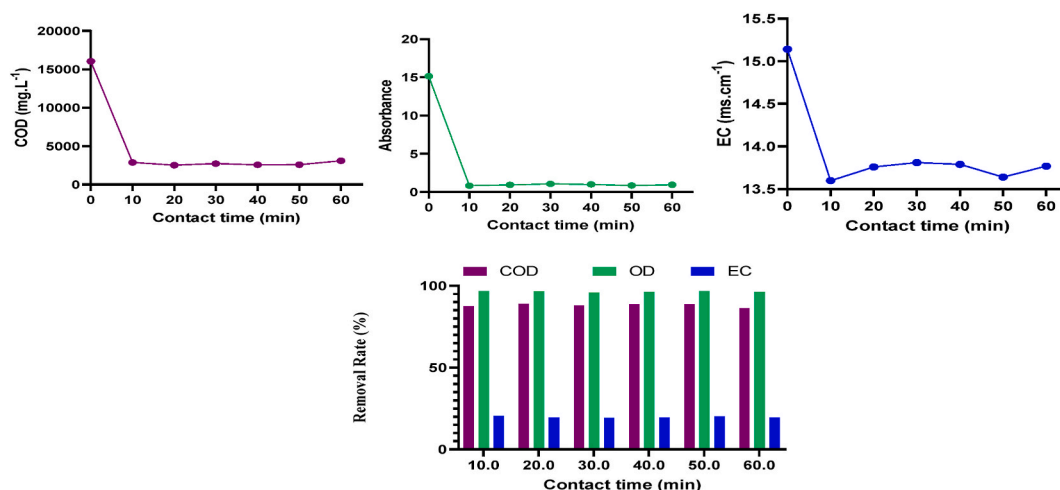 COD (mg.L-1)
20000
15000
10000
5000
0
0 10 20 30 40 50 60
Contact time (min)
Absorbance
20
15
10
5
0
0 10 20 30 40 50 60
Contact time (min)
EC (ms.cm-1)
15.5
15.0
14.5
14.0
13.5
0 10 20 30 40 50 60
Contact time (min)
COD OD EC
Removal Rate (%)
100
50
0
10.0 20.0 30.0 40.0 50.0 60.0
Contact time (min)